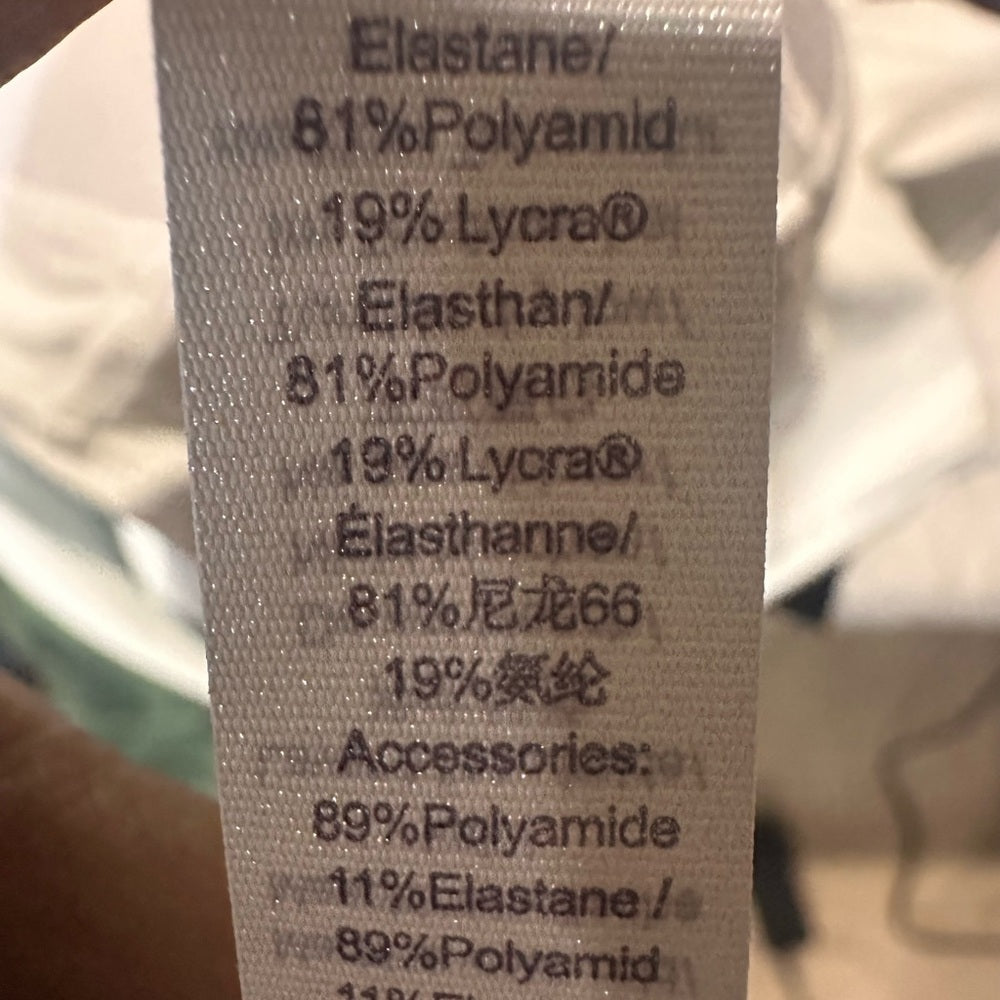 Elastane/
81%Polyamid
19% Lycra®
Elasthan/
81%Polyamide
19% Lycra®
Élasthanne/
81%尼龙66
19%氨纶
Accessories:
89%Polyamide
11%Elastane /
89%Polyamid